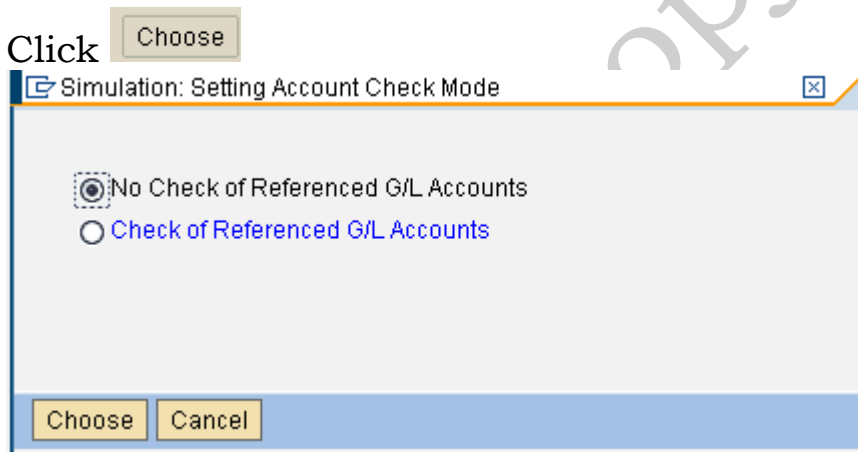 Click Choose
Simulation: Setting Account Check Mode
No Check of Referenced G/L Accounts
Check of Referenced G/L Accounts
Choose Cancel